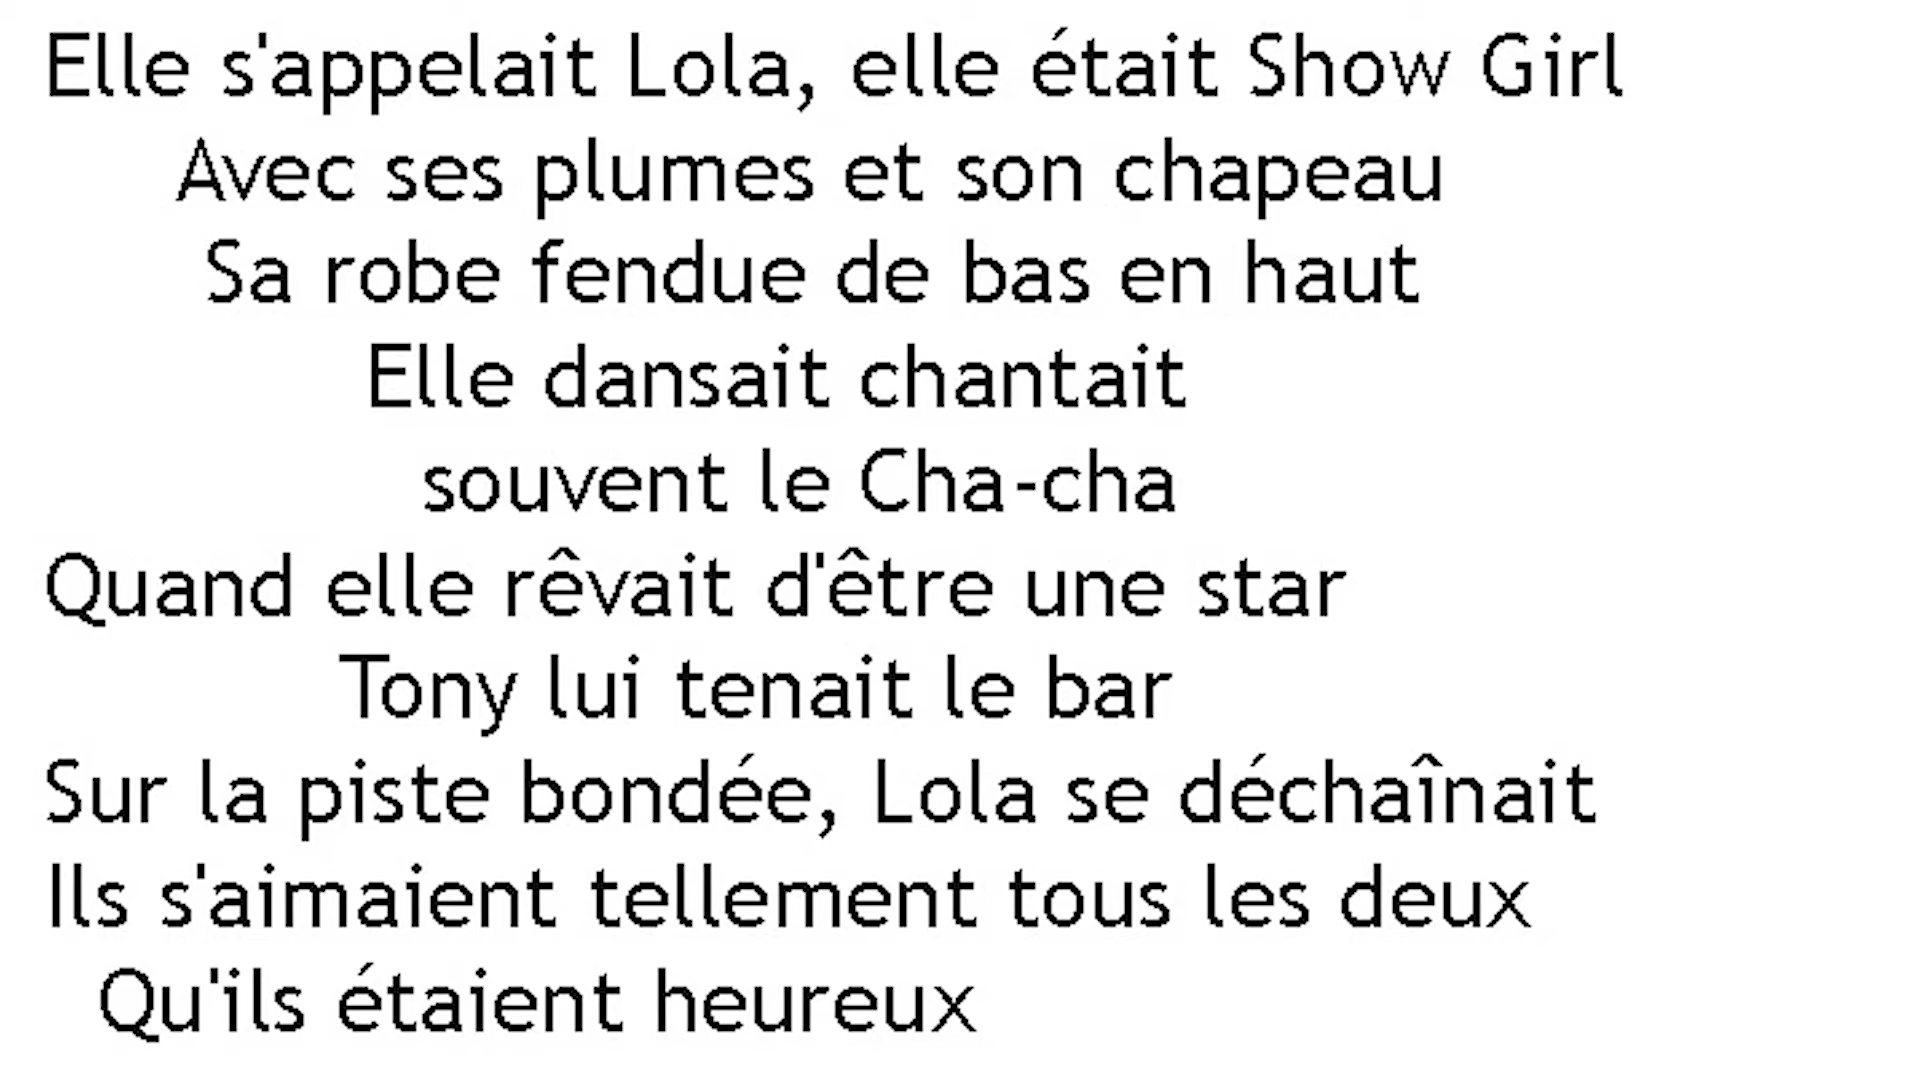 Elle s'appelait Lola, elle était Show Girl
Avec ses plumes et son chapeau
Sa robe fendue de bas en haut
Elle dansait chantait
souvent le Cha-cha
Quand elle rêvait d'être une star
Tony lui tenait le bar
Sur la piste bondée, Lola se déchaînait
Ils s'aimaient tellement tous les deux
Qu'ils étaient heureux